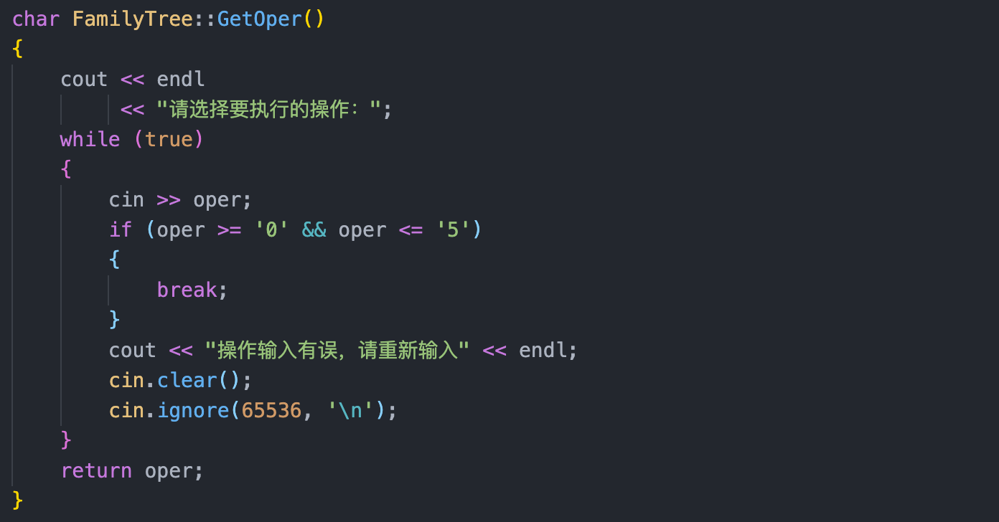 char FamilyTree::GetOper()
{
    cout << endl
         << "请选择要执行的操作：";
    while (true)
    {
        cin >> oper;
        if (oper >= '0' && oper <= '5')
        {
            break;
        }
        cout << "操作输入有误，请重新输入" << endl;
        cin.clear();
        cin.ignore(65536, '\n');
    }
    return oper;
}